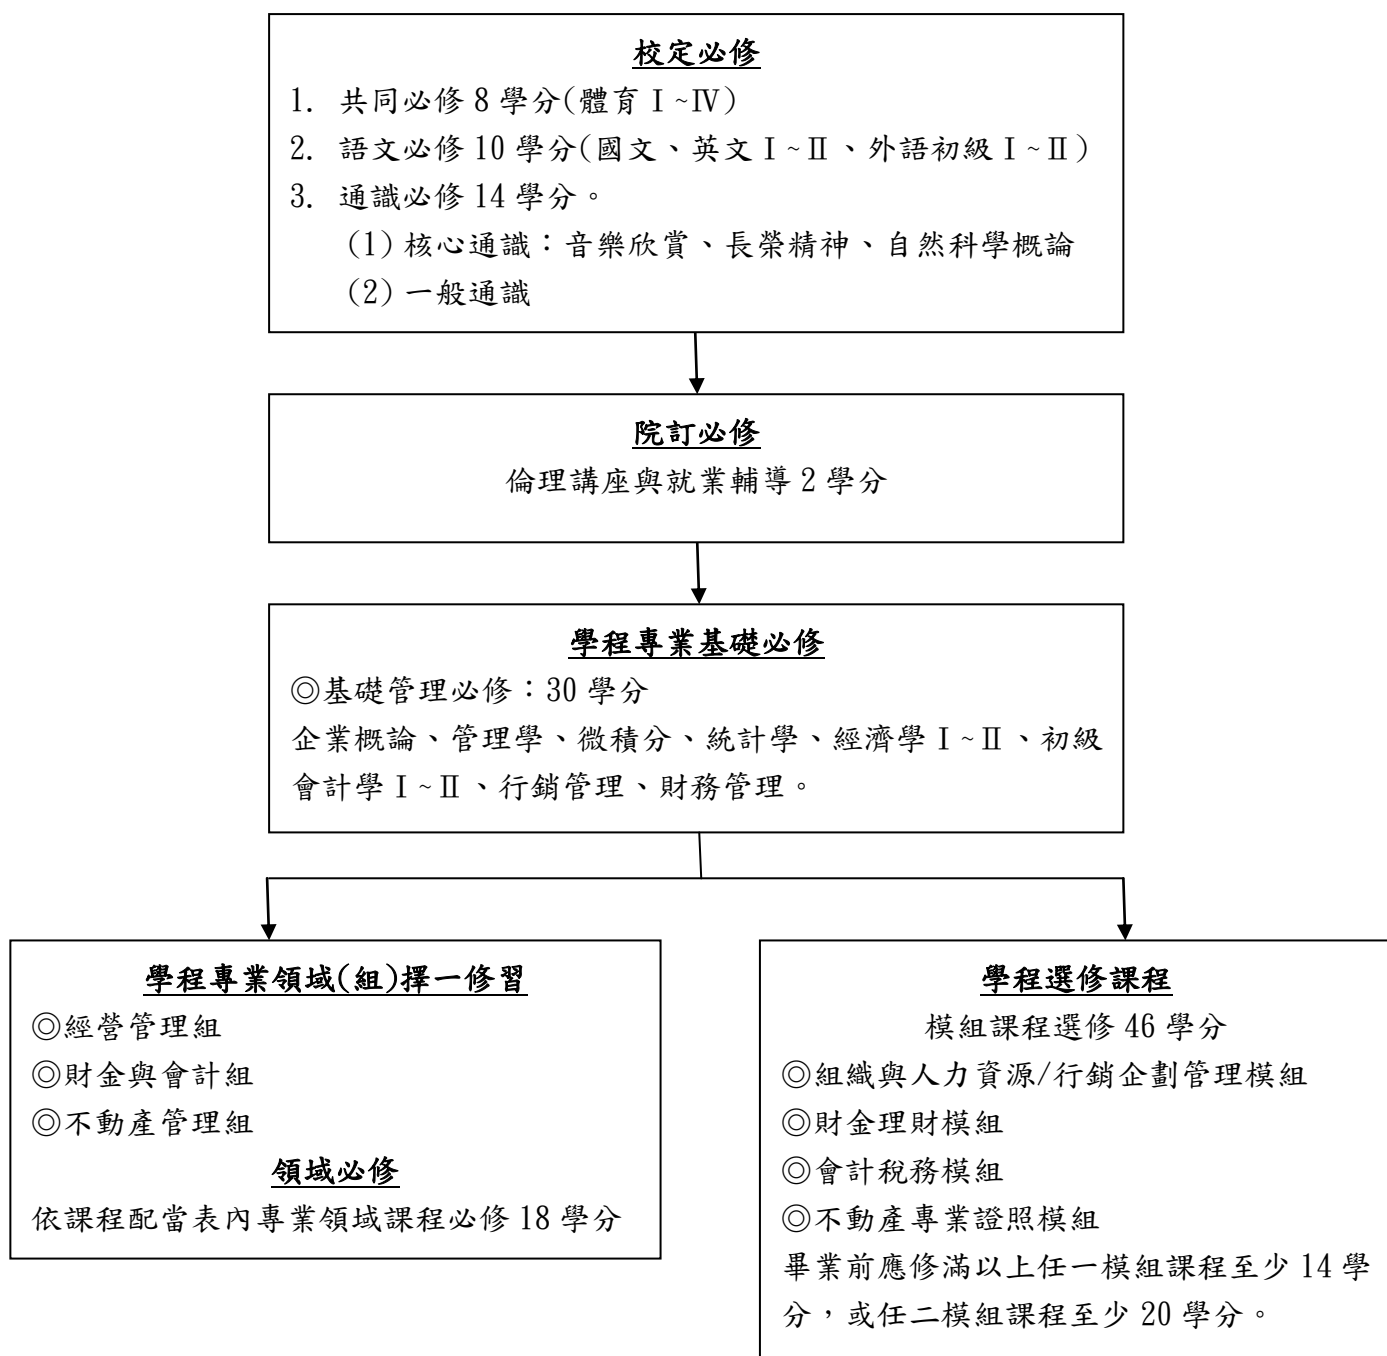 校定必修
1. 共同必修 8 學分(體育 Ⅰ~Ⅳ)
2. 語文必修 10 學分(國文、英文 Ⅰ~Ⅱ、外語初級 Ⅰ~Ⅱ)
3. 通識必修 14 學分。
(1)核心通識：音樂欣賞、長榮精神、自然科學概論
(2)一般通識
院訂必修
倫理講座與就業輔導 2 學分
學程專業基礎必修
◎基礎管理必修：30 學分
企業概論、管理學、微積分、統計學、經濟學 Ⅰ~Ⅱ、初級
會計學 Ⅰ~Ⅱ、行銷管理、財務管理。
學程專業領域(組)擇一修習
◎經營管理組
◎財金與會計組
◎不動產管理組
領域必修
依課程配當表內專業領域課程必修 18 學分
學程選修課程
模組課程選修 46 學分
◎組織與人力資源/行銷企劃管理模組
◎財金理財模組
◎會計稅務模組
◎不動產專業證照模組
畢業前應修滿以上任一模組課程至少 14 學
分，或任二模組課程至少 20 學分。